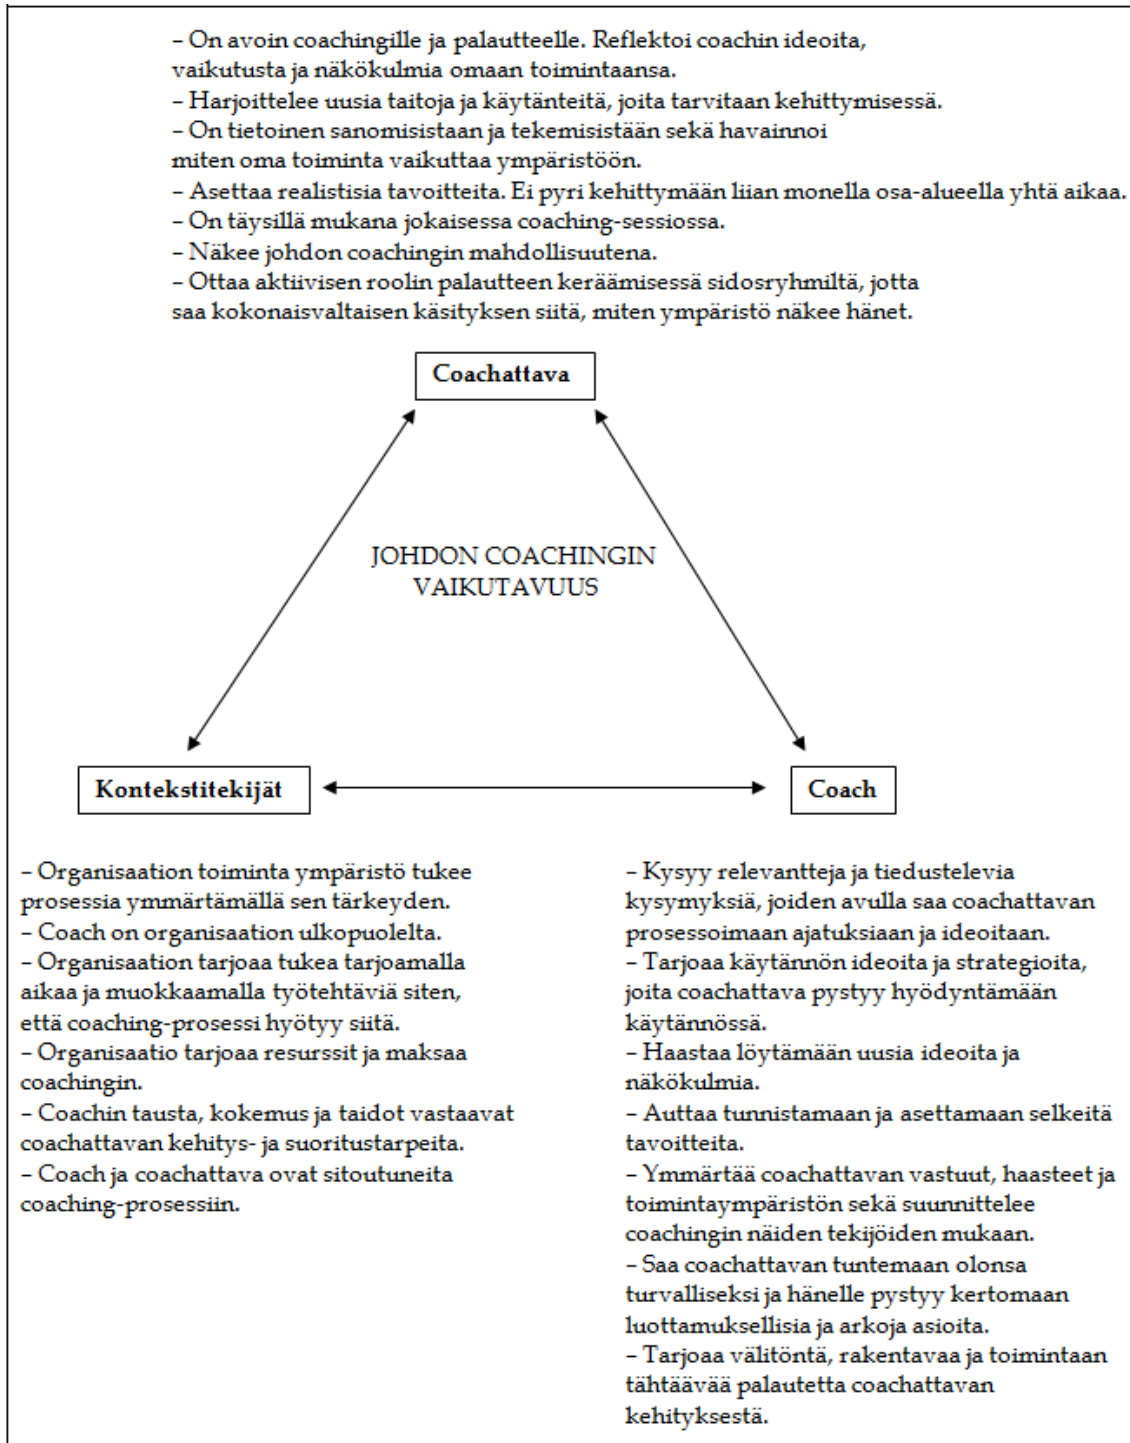 – On avoin coachingille ja palautteelle. Reflektoi coachin ideoita,
vaikutusta ja näkökulmia omaan toimintaansa.
– Harjoittelee uusia taitoja ja käytänteitä, joita tarvitaan kehittymisessä.
– On tietoinen sanomisistaan ja tekemisistään sekä havainnoi
miten oma toiminta vaikuttaa ympäristöön.
– Asettaa realistisia tavoitteita. Ei pyri kehittymään liian monella osa-alueella yhtä aikaa.
– On täysillä mukana jokaisessa coaching-sessiossa.
– Näkee johdon coachingin mahdollisuutena.
– Ottaa aktiivisen roolin palautteen keräämisessä sidosryhmiltä, jotta
saa kokonaisvaltaisen käsityksen siitä, miten ympäristö näkee hänet.
Coachattava
JOHDON COACHINGIN
VAIKUTAVUUS
Kontekstitekijät
Coach
– Organisaation toiminta ympäristö tukee
prosessia ymmärtämällä sen tärkeyden.
– Coach on organisaation ulkopuolelta.
– Organisaation tarjoaa tukea tarjoamalla
aikaa ja muokkaamalla työtehtäviä siten,
että coaching-prosessi hyötyy siitä.
– Organisaatio tarjoaa resurssit ja maksaa
coachingin.
– Coachin tausta, kokemus ja taidot vastaavat
coachattavan kehitys- ja suoritustarpeita.
– Coach ja coachattava ovat sitoutuneita
coaching-prosessiin.
– Kysyy relevantteja ja tiedustelevia
kysymyksiä, joiden avulla saa coachattavan
prosessoimaan ajatuksiaan ja ideoitaan.
– Tarjoaa käytännön ideoita ja strategioita,
joita coachattava pystyy hyödyntämään
käytännössä.
– Haastaa löytämään uusia ideoita ja
näkökulmia.
– Auttaa tunnistamaan ja asettamaan selkeitä
tavoitteita.
– Ymmärtää coachattavan vastuut, haasteet ja
toimintaympäristön sekä suunnittelee
coachingin näiden tekijöiden mukaan.
– Saa coachattavan tuntemaan olonsa
turvalliseksi ja hänelle pystyy kertomaan
luottamuksellisia ja arkoja asioita.
– Tarjoaa välitöntä, rakentavaa ja toimintaan
tähtäävää palautetta coachattavan
kehityksestä.